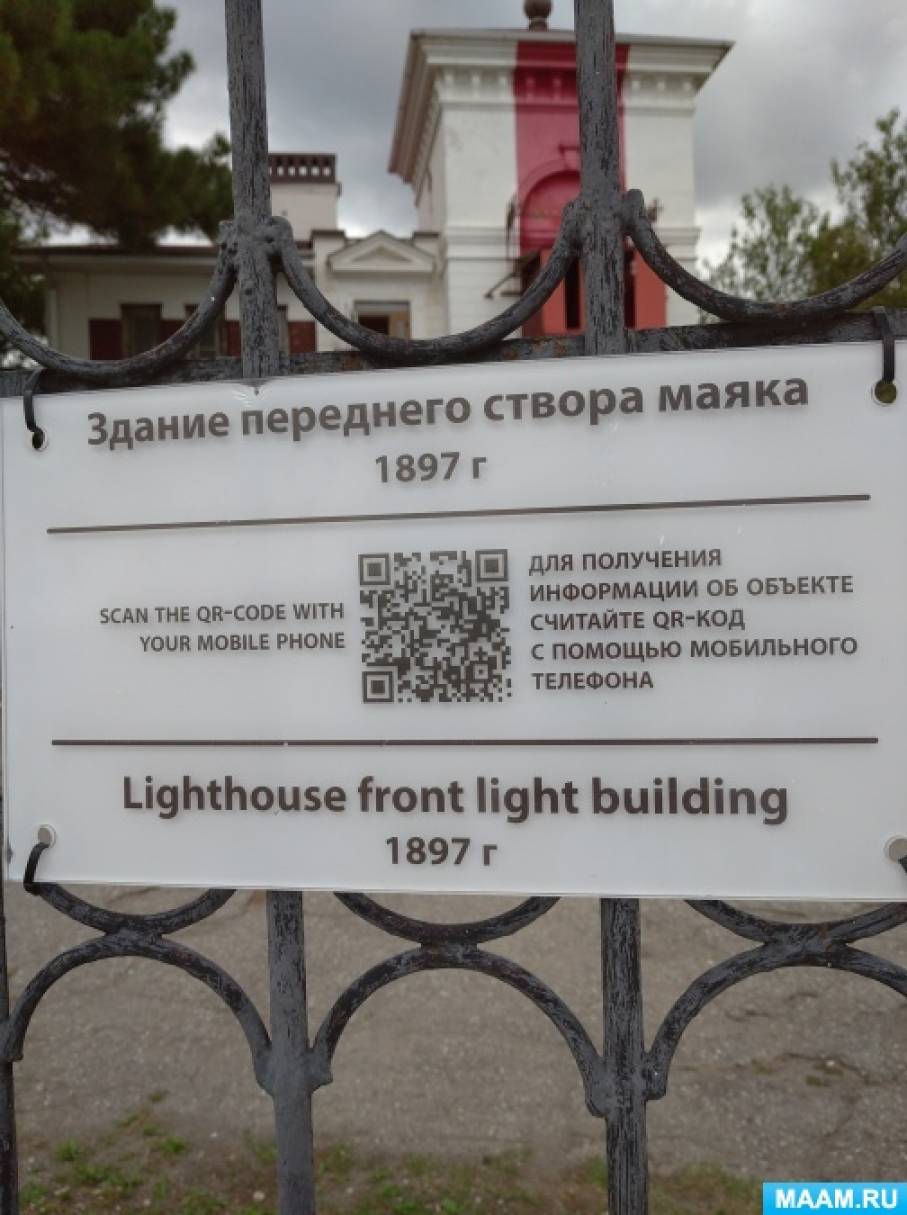 Здание переднего створа маяка
1897 г
SCAN THE QR-CODE WITH
YOUR MOBILE PHONE
ДЛЯ ПОЛУЧЕНИЯ
ИНФОРМАЦИИ ОБ ОБЪЕКТЕ
СЧИТАЙТЕ QR-КОД
С ПОМОЩЬЮ МОБИЛЬНОГО
ТЕЛЕФОНА
Lighthouse front light building
1897 г
MAAM.RU